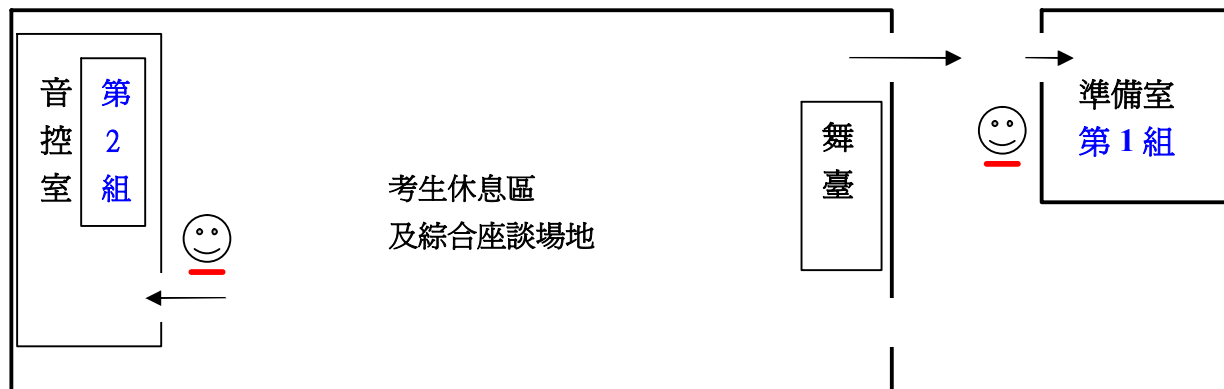 音控室
第2組
考生休息區
及綜合座談場地
舞臺
準備室
第1組